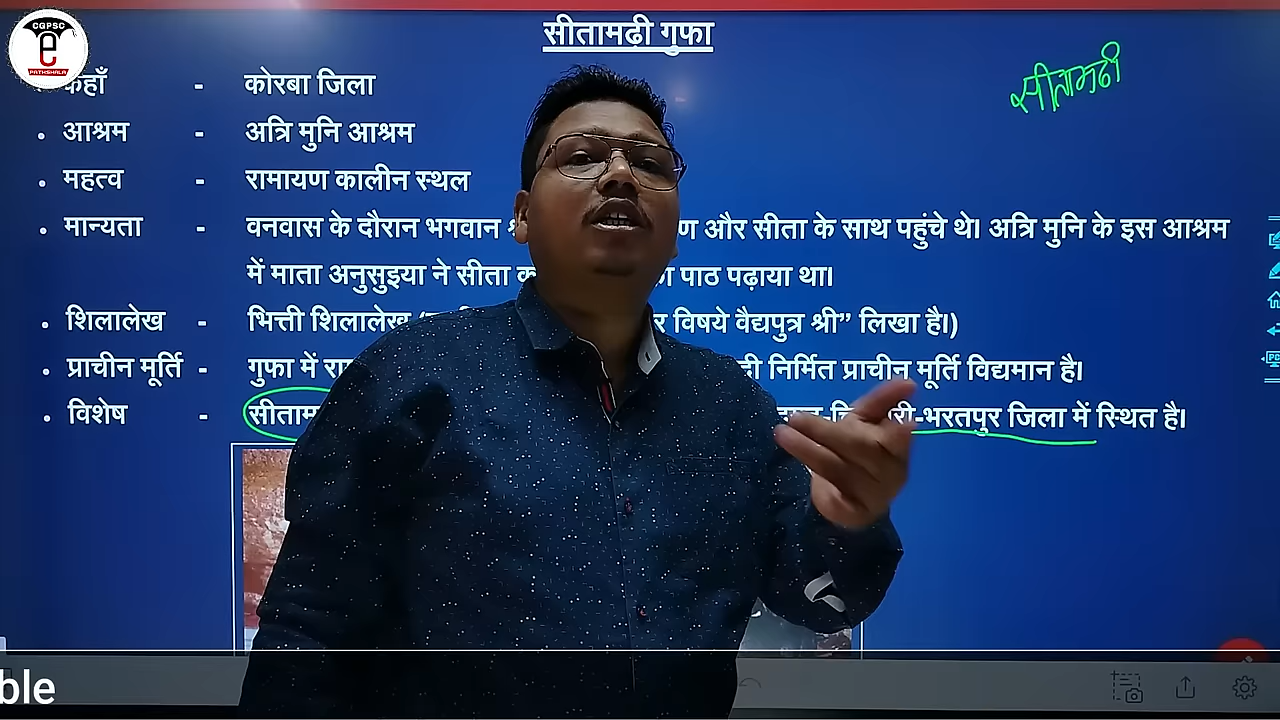 CGPSC
e
PATHSHALA
सीतामढ़ी गुफा
सीतामढी
कहाँ - कोरबा जिला
• आश्रम - अत्रि मुनि आश्रम
• महत्व - रामायण कालीन स्थल
• मान्यता - वनवास के दौरान भगवान और सीता के साथ पहुंचे थे। अत्रि मुनि के इस आश्रम
में माता अनुसुइया ने सीता पाठ पढ़ाया था।
• शिलालेख - भित्ती शिलालेख विषये वैद्यपुत्र श्री” लिखा है।)
• प्राचीन मूर्ति - गुफा में निर्मित प्राचीन मूर्ति विद्यमान है।
• विशेष - भरतपुर जिला में स्थित है।
ble